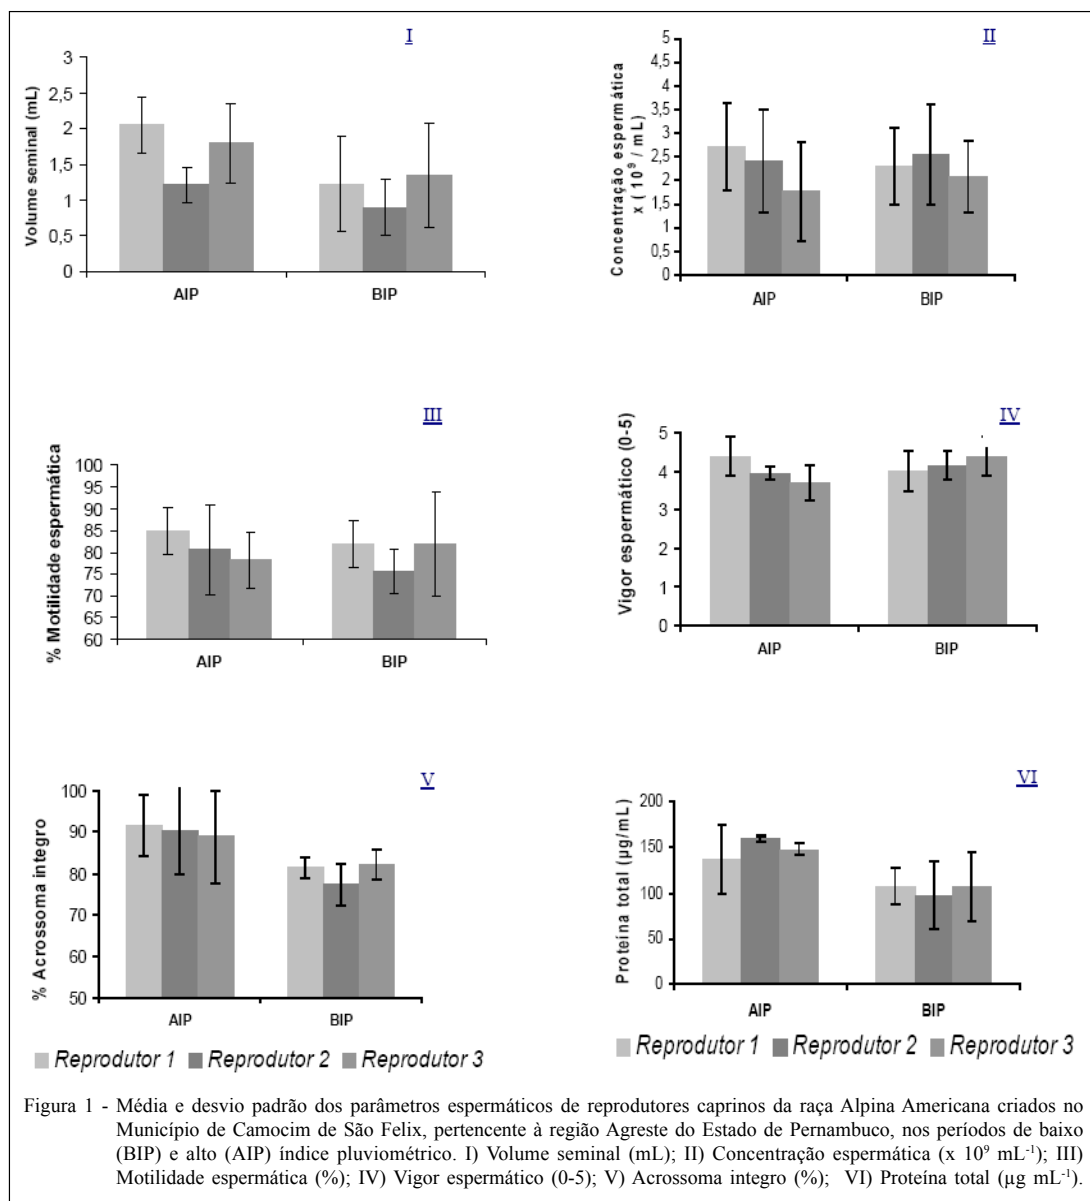 I
Volume seminal (mL)
3
2,5
2
1,5
1
0,5
0
AIP BIP
II
Concentração espermática
x ( 10⁹ / mL)
5
4,5
4
3,5
3
2,5
2
1,5
1
0,5
0
AIP BIP
III
% Motilidade espermática
100
95
90
85
80
75
70
65
60
AIP BIP
IV
Vigor espermático (0-5)
5
4
3
2
1
0
AIP BIP
V
% Acrossoma integro
100
90
80
70
60
50
AIP BIP
Reprodutor 1 Reprodutor 2 Reprodutor 3
VI
Proteína total (µg/mL)
200
150
100
50
0
AIP BIP
Reprodutor 1 Reprodutor 2 Reprodutor 3
Figura 1 - Média e desvio padrão dos parâmetros espermáticos de reprodutores caprinos da raça Alpina Americana criados no
Município de Camocim de São Felix, pertencente à região Agreste do Estado de Pernambuco, nos períodos de baixo
(BIP) e alto (AIP) índice pluviométrico. I) Volume seminal (mL); II) Concentração espermática (x 10⁹ mL⁻¹); III)
Motilidade espermática (%); IV) Vigor espermático (0-5); V) Acrossoma integro (%); VI) Proteína total (µg mL⁻¹).